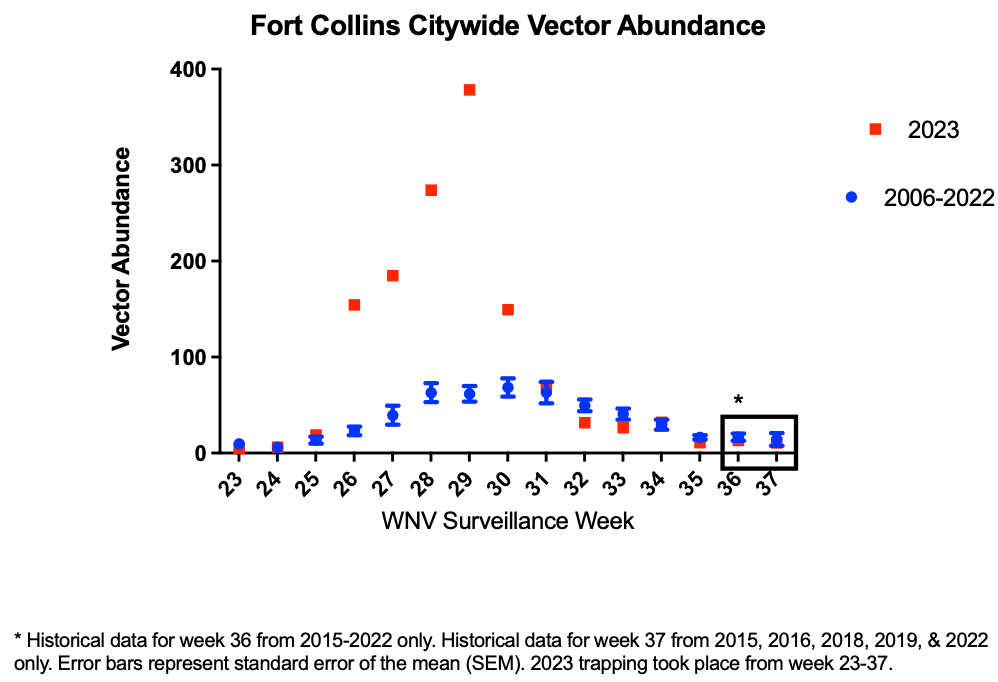 Fort Collins Citywide Vector Abundance
400
300
200
100
0
Vector Abundance
2023
2006-2022
*
23 24 25 26 27 28 29 30 31 32 33 34 35 36 37
WNV Surveillance Week
* Historical data for week 36 from 2015-2022 only. Historical data for week 37 from 2015, 2016, 2018, 2019, & 2022
only. Error bars represent standard error of the mean (SEM). 2023 trapping took place from week 23-37.